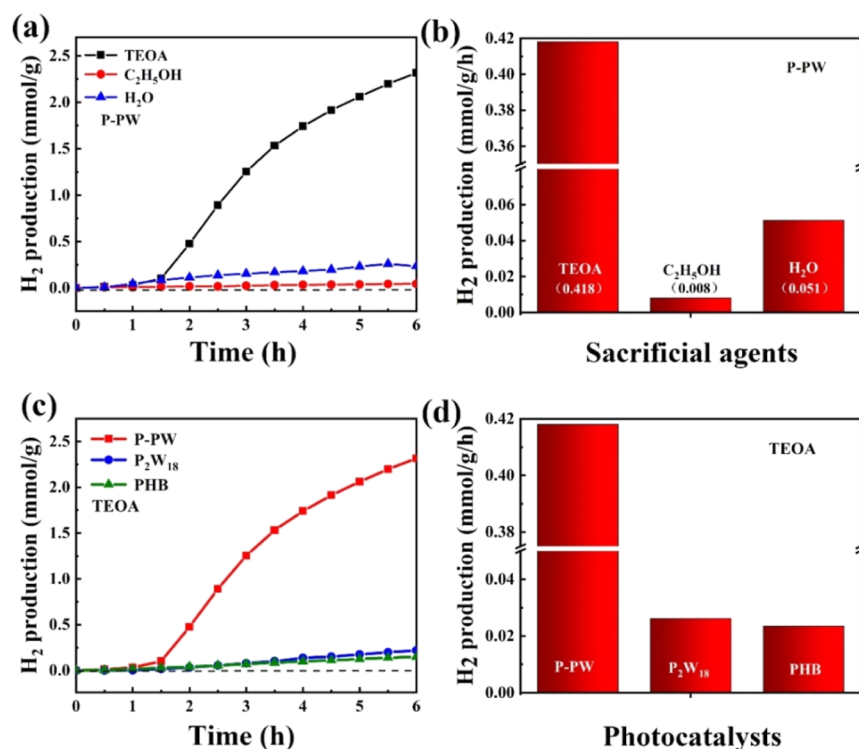 (a)
H₂ production (mmol/g)
2.5
2.0
1.5
1.0
0.5
0.0
TEOA
C₂H₅OH
H₂O
P-PW
0 1 2 3 4 5 6
Time (h)
(b)
H₂ production (mmol/g/h)
0.42
0.40
0.38
0.36
0.06
0.04
0.02
0.00
P-PW
TEOA
(0.418)
C₂H₅OH
(0.008)
H₂O
(0.051)
Sacrificial agents
(c)
H₂ production (mmol/g)
2.5
2.0
1.5
1.0
0.5
0.0
P-PW
P₂W₁₈
PHB
TEOA
0 1 2 3 4 5 6
Time (h)
(d)
H₂ production (mmol/g/h)
0.42
0.40
0.38
0.04
0.02
0.00
TEOA
P-PW
P₂W₁₈
PHB
Photocatalysts